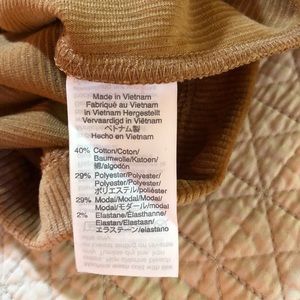 Made in Vietnam
Fabriqué au Vietnam
in Vietnam Hergestellt
Vervaardigd in Vietnam
ベトナム製
Hecho en Vietnam
40% Cotton/Coton/
Baumwolle/Katoen/
綿/algodón
29% Polyester/Polyester/
Polyester/Polyester/
ポリエステル/poliéster
29% Modal/Modal/Modal/
Modal/モダール/modal
2% Elastane/Élasthanne/
Elastan/Elastaan/
エラステーン/elastano